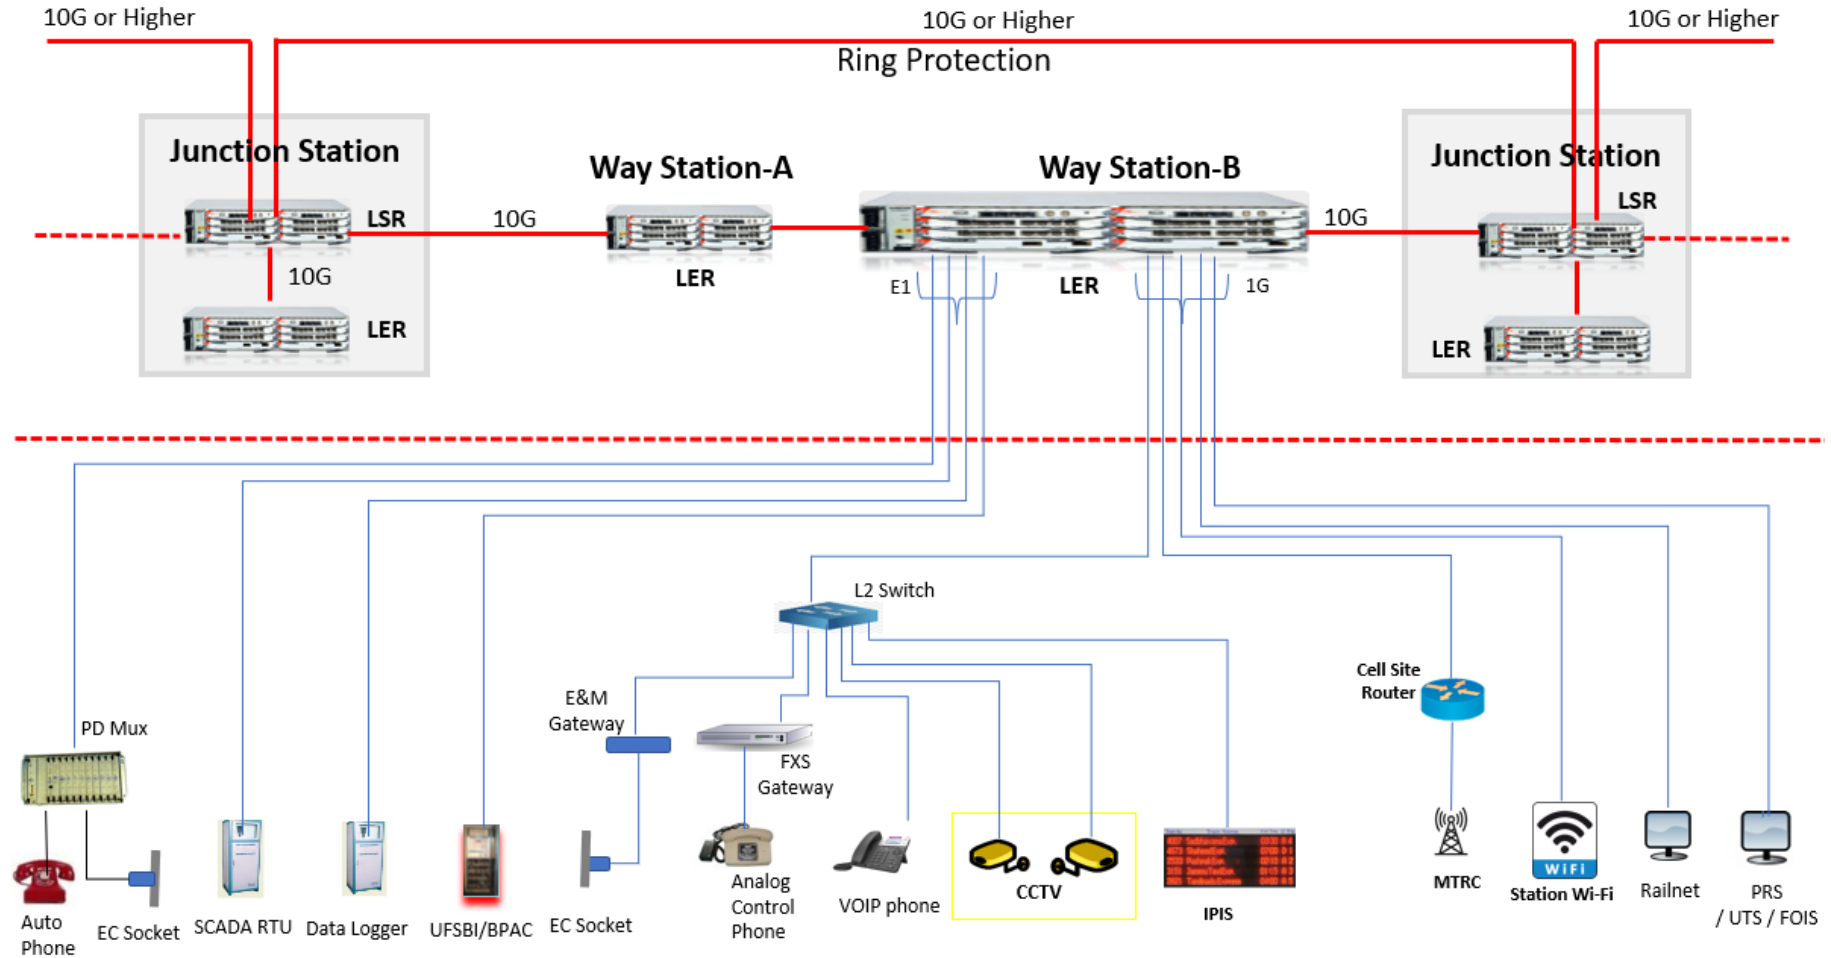 10G or Higher
10G or Higher
10G or Higher
Ring Protection
Junction Station
Way Station-A
Way Station-B
Junction Station
LSR
LSR
10G
10G
10G
LER
E1
LER
1G
LER
LER
L2 Switch
Cell Site
Router
E&M
Gateway
PD Mux
FXS
Gateway
WiFi
Auto
Phone
EC Socket
SCADA RTU
Data Logger
UFSBI/BPAC
EC Socket
Analog
Control
Phone
VOIP phone
CCTV
IPIS
MTRC
Station Wi-Fi
Railnet
PRS
/ UTS / FOIS